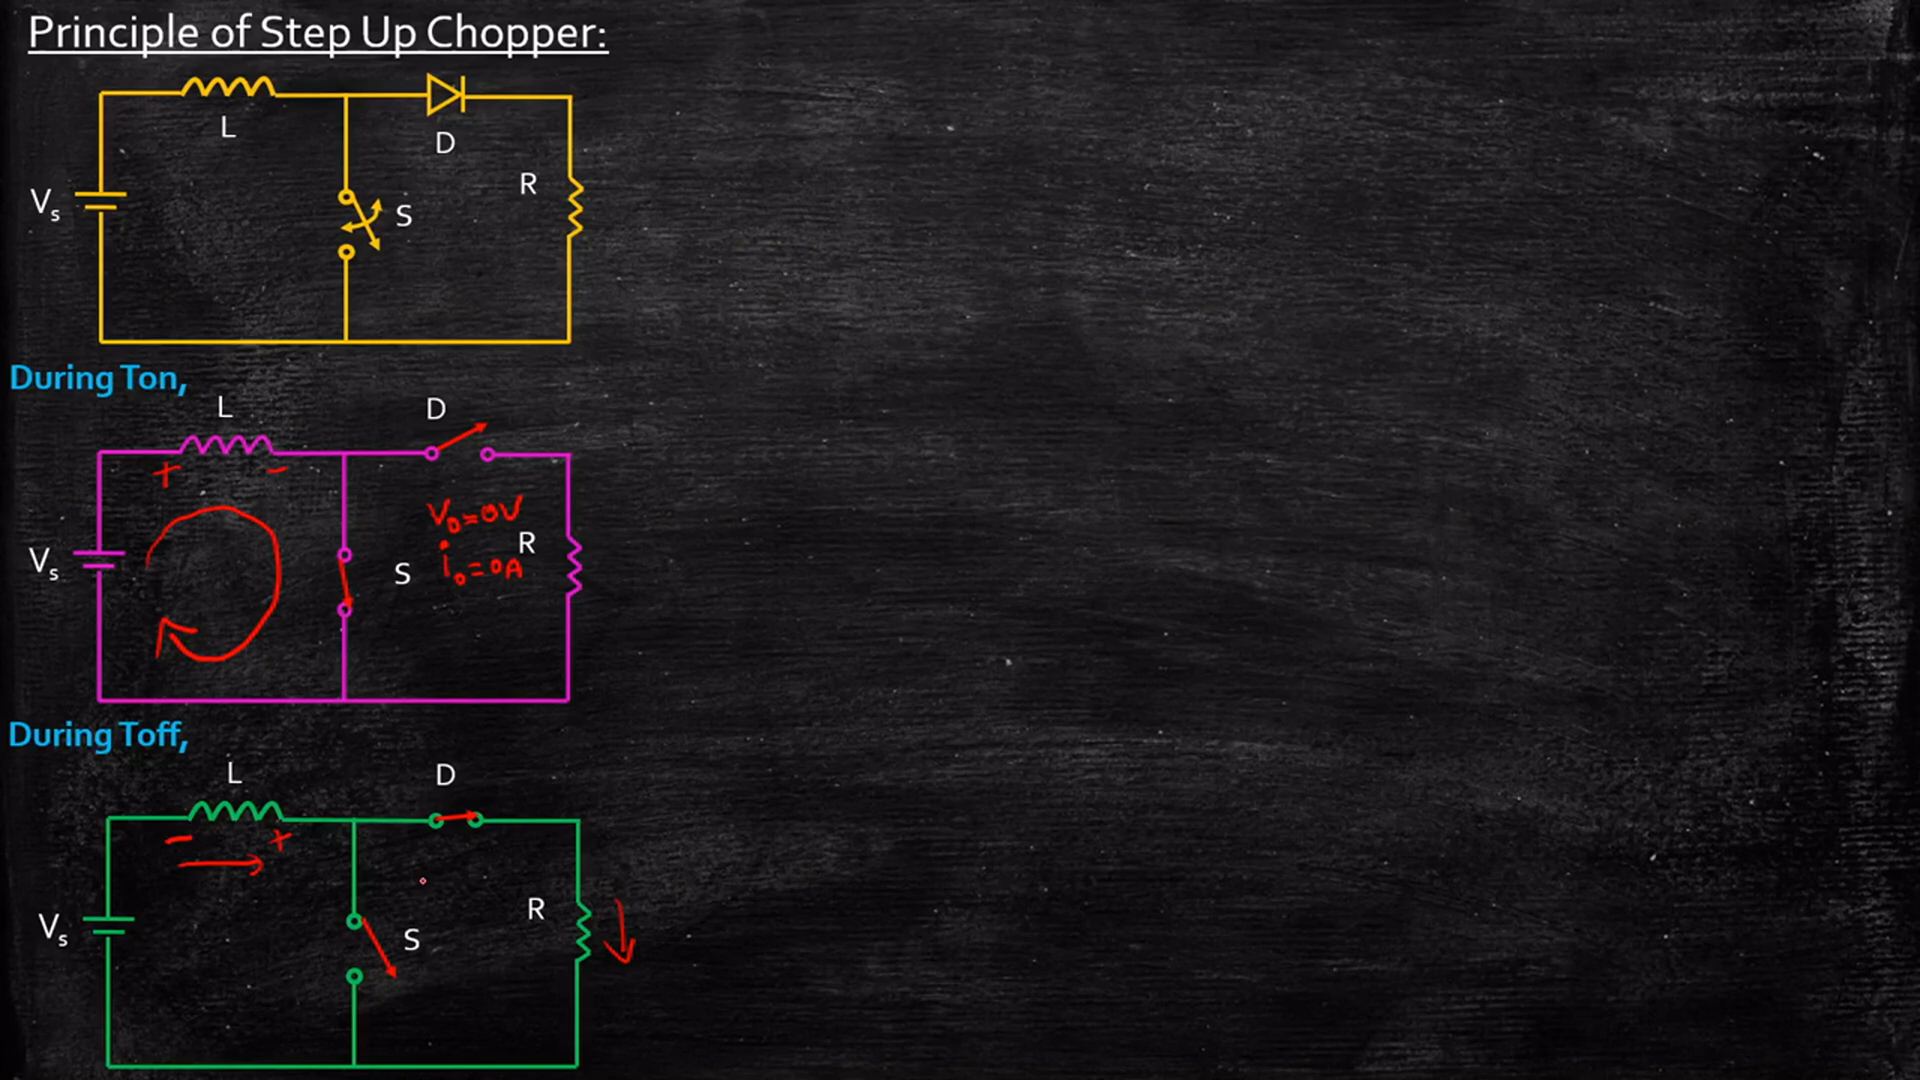 Principle of Step Up Chopper:
L
D
R
Vs
S
During Ton,
L
D
+ -
Vo=0V
R
Vs
S
io=0A
During Toff,
L
D
- +
R
Vs
S